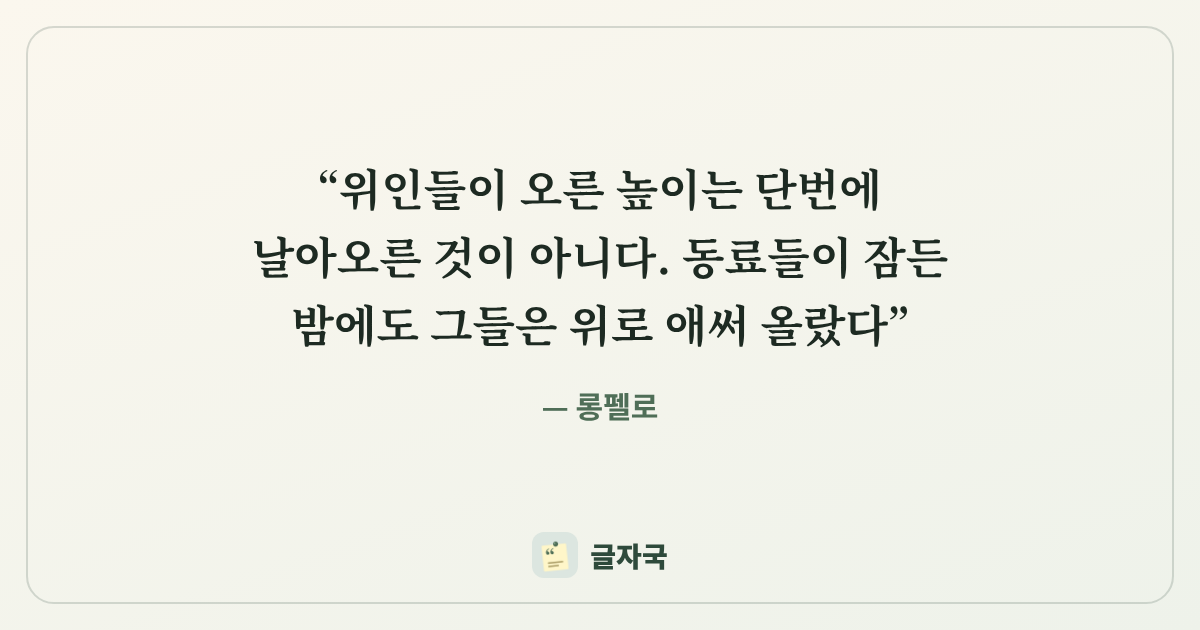 “위인들이 오른 높이는 단번에
날아오른 것이 아니다. 동료들이 잠든
밤에도 그들은 위로 애써 올랐다”
— 롱펠로
글자국